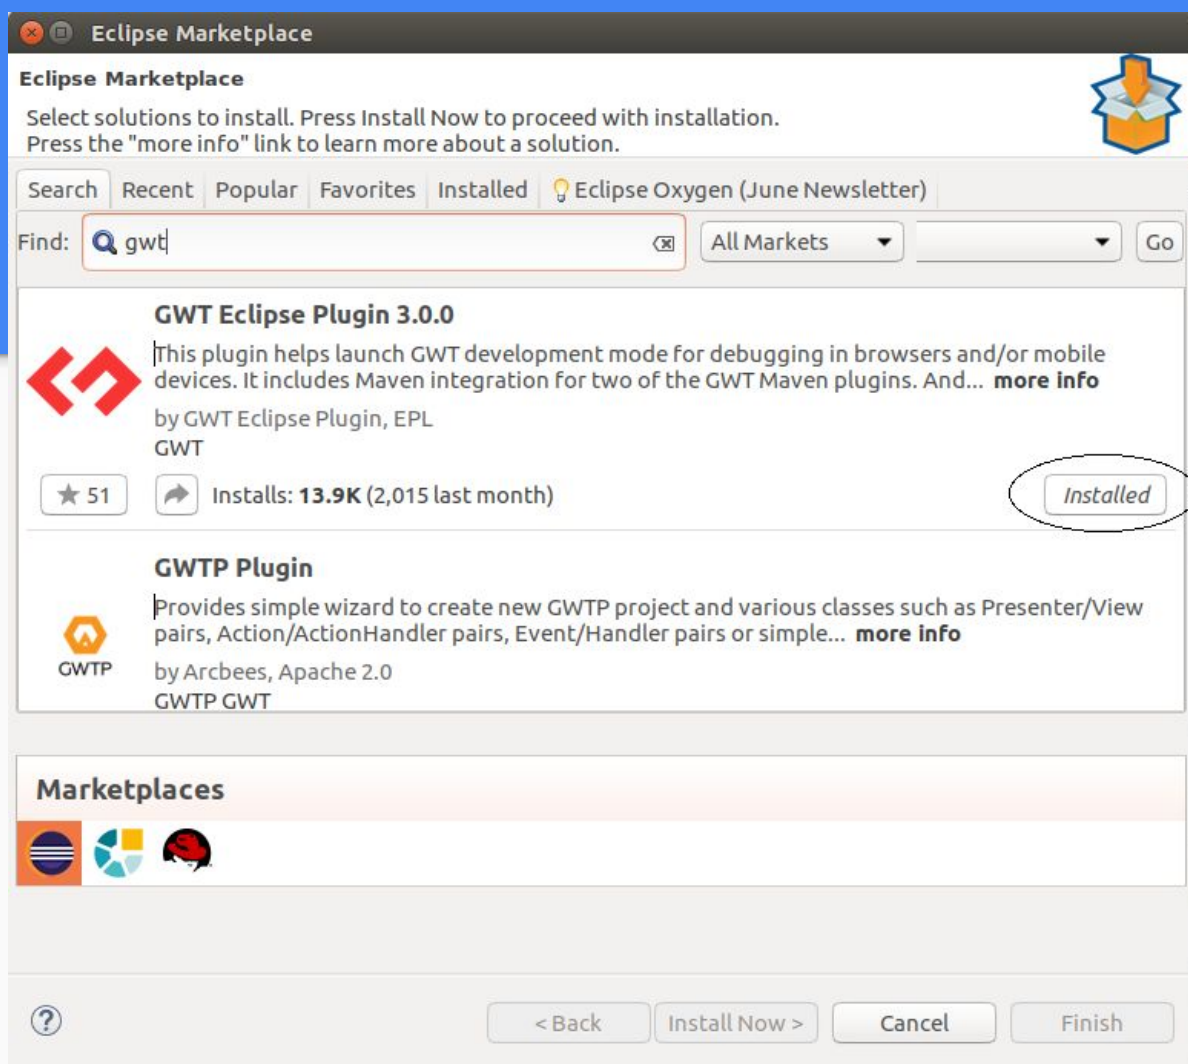 Eclipse Marketplace
Eclipse Marketplace
Select solutions to install. Press Install Now to proceed with installation.
Press the "more info" link to learn more about a solution.
Search Recent Popular Favorites Installed Eclipse Oxygen (June Newsletter)
Find: gwt All Markets Go
GWT Eclipse Plugin 3.0.0
This plugin helps launch GWT development mode for debugging in browsers and/or mobile
devices. It includes Maven integration for two of the GWT Maven plugins. And... more info
by GWT Eclipse Plugin, EPL
GWT
51 Installs: 13.9K (2,015 last month) Installed
GWTP Plugin
Provides simple wizard to create new GWTP project and various classes such as Presenter/View
pairs, Action/ActionHandler pairs, Event/Handler pairs or simple... more info
GWTP
by Arcbees, Apache 2.0
GWTP GWT
Marketplaces
? < Back Install Now > Cancel Finish